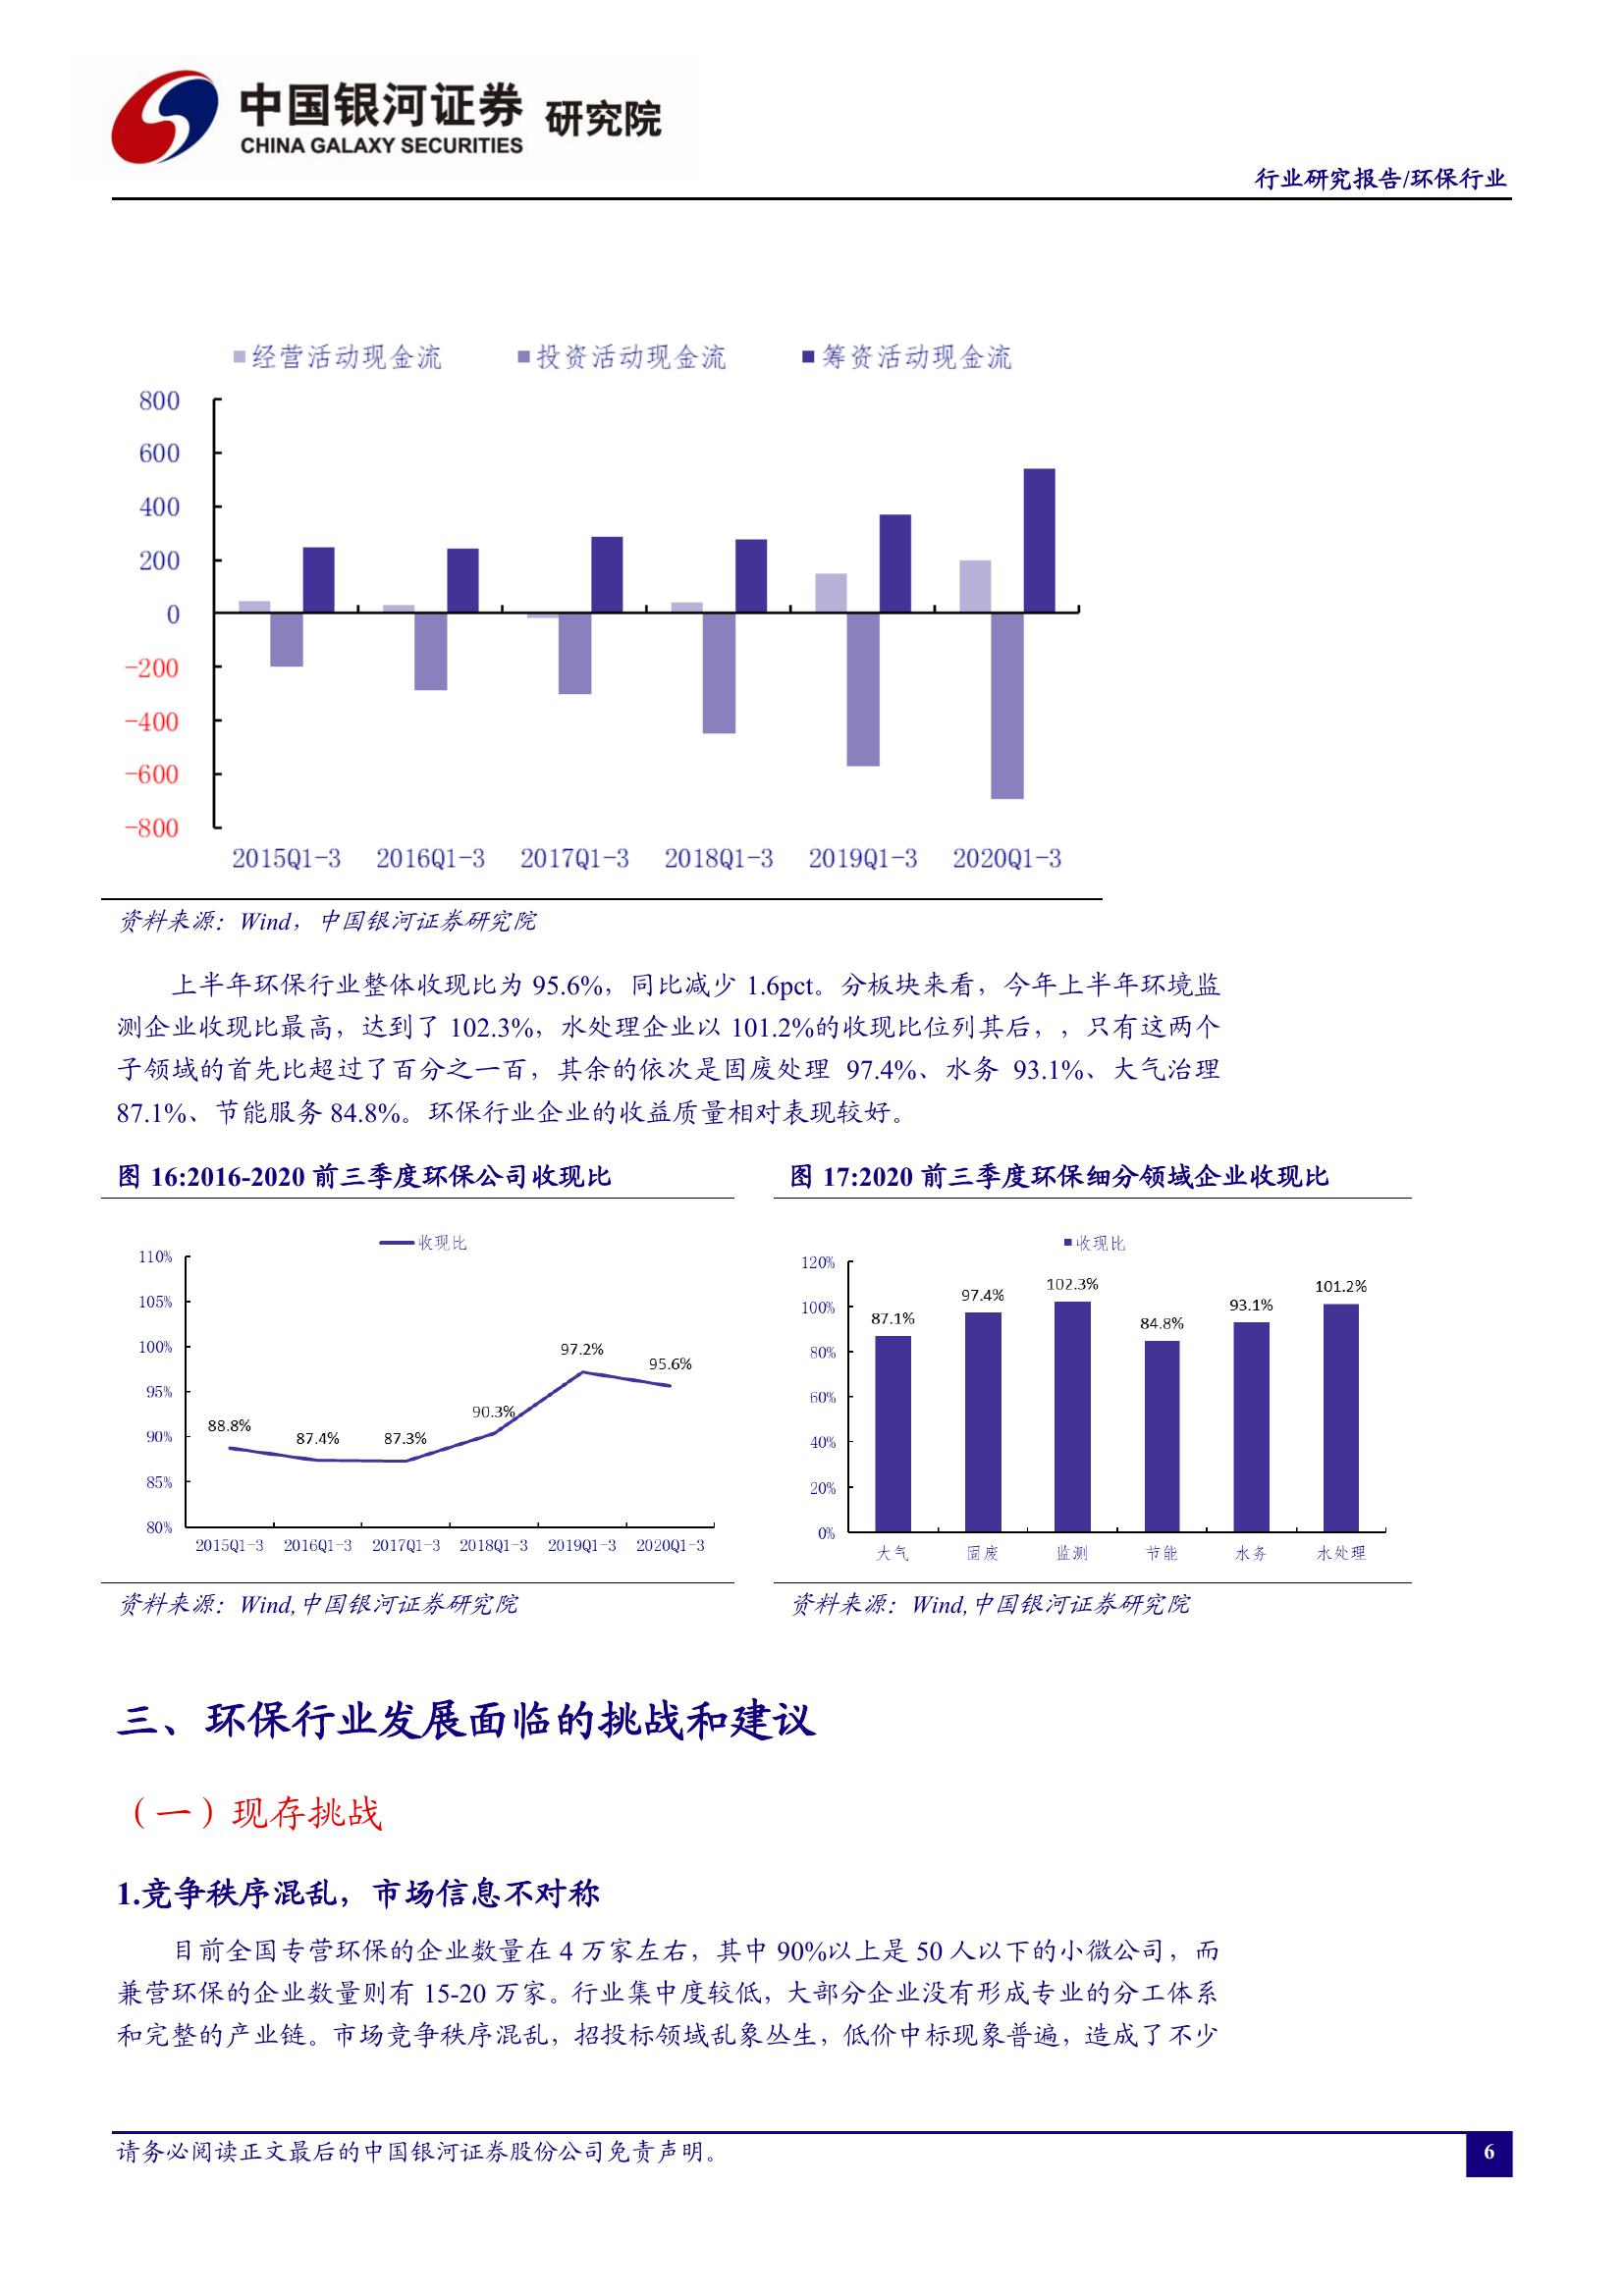 中国银河证券 研究院
CHINA GALAXY SECURITIES
行业研究报告/环保行业
经营活动现金流 投资活动现金流 筹资活动现金流
800
600
400
200
0
-200
-400
-600
-800
2015Q1-3 2016Q1-3 2017Q1-3 2018Q1-3 2019Q1-3 2020Q1-3
资料来源：Wind，中国银河证券研究院
上半年环保行业整体收现比为 95.6%，同比减少 1.6pct。分板块来看，今年上半年环境监
测企业收现比最高，达到了 102.3%，水处理企业以 101.2%的收现比位列其后，，只有这两个
子领域的首先比超过了百分之一百，其余的依次是固废处理 97.4%、水务 93.1%、大气治理
87.1%、节能服务 84.8%。环保行业企业的收益质量相对表现较好。
图 16:2016-2020 前三季度环保公司收现比
收现比
110%
105%
100%
95%
90%
85%
80%
88.8% 87.4% 87.3% 90.3% 97.2% 95.6%
2015Q1-3 2016Q1-3 2017Q1-3 2018Q1-3 2019Q1-3 2020Q1-3
资料来源：Wind,中国银河证券研究院
图 17:2020 前三季度环保细分领域企业收现比
收现比
120%
100%
80%
60%
40%
20%
0%
87.1% 97.4% 102.3% 84.8% 93.1% 101.2%
大气 固废 监测 节能 水务 水处理
资料来源：Wind,中国银河证券研究院
三、环保行业发展面临的挑战和建议
（一）现存挑战
1.竞争秩序混乱，市场信息不对称
目前全国专营环保的企业数量在 4 万家左右，其中 90%以上是 50 人以下的小微公司，而
兼营环保的企业数量则有 15-20 万家。行业集中度较低，大部分企业没有形成专业的分工体系
和完整的产业链。市场竞争秩序混乱，招投标领域乱象丛生，低价中标现象普遍，造成了不少
请务必阅读正文最后的中国银河证券股份公司免责声明。
6